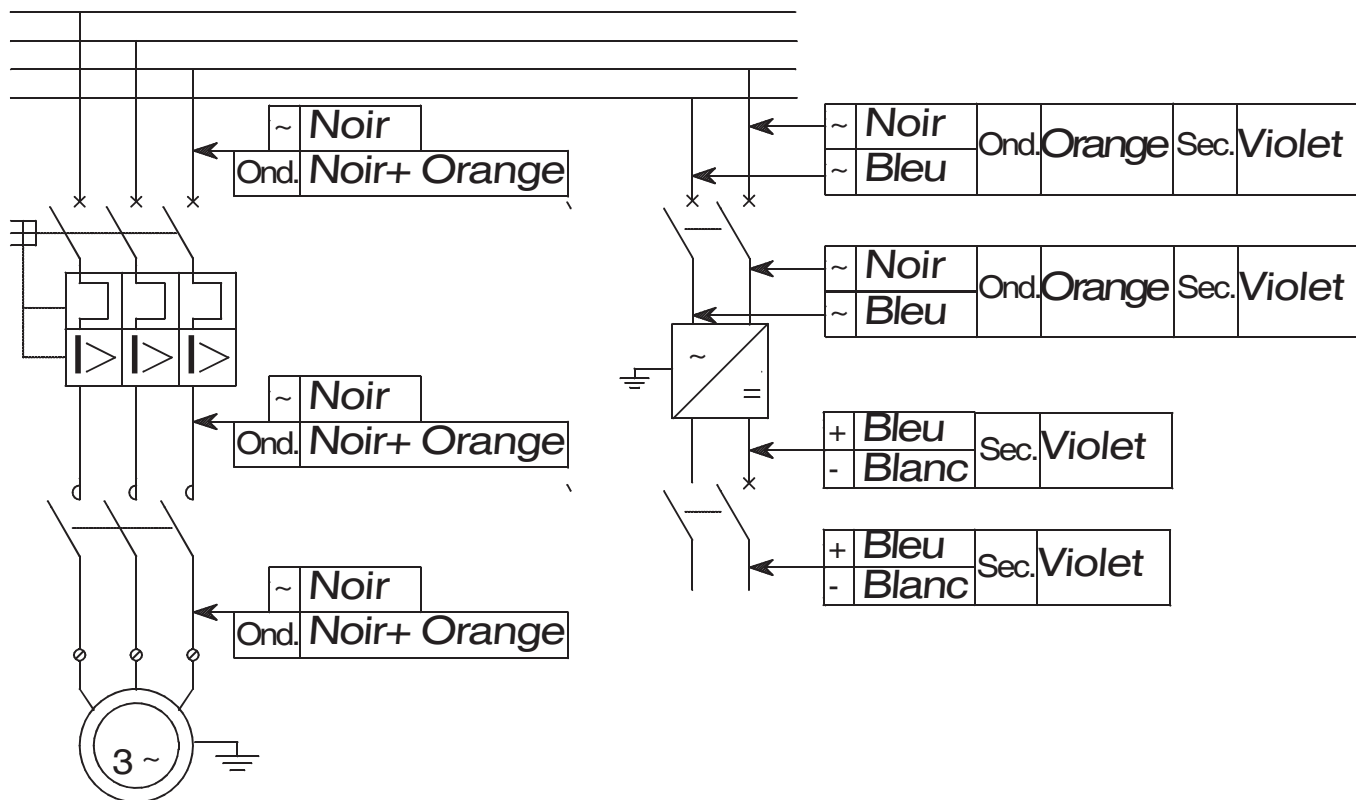 ~ Noir
Ond. Noir+ Orange
~ Noir
~ Bleu
Ond. Orange Sec. Violet
~ Noir
~ Bleu
Ond. Orange Sec. Violet
I> I> I>
~
=
~ Noir
Ond. Noir+ Orange
+ Bleu
- Blanc
Sec. Violet
+ Bleu
- Blanc
Sec. Violet
~ Noir
Ond. Noir+ Orange
3 ~